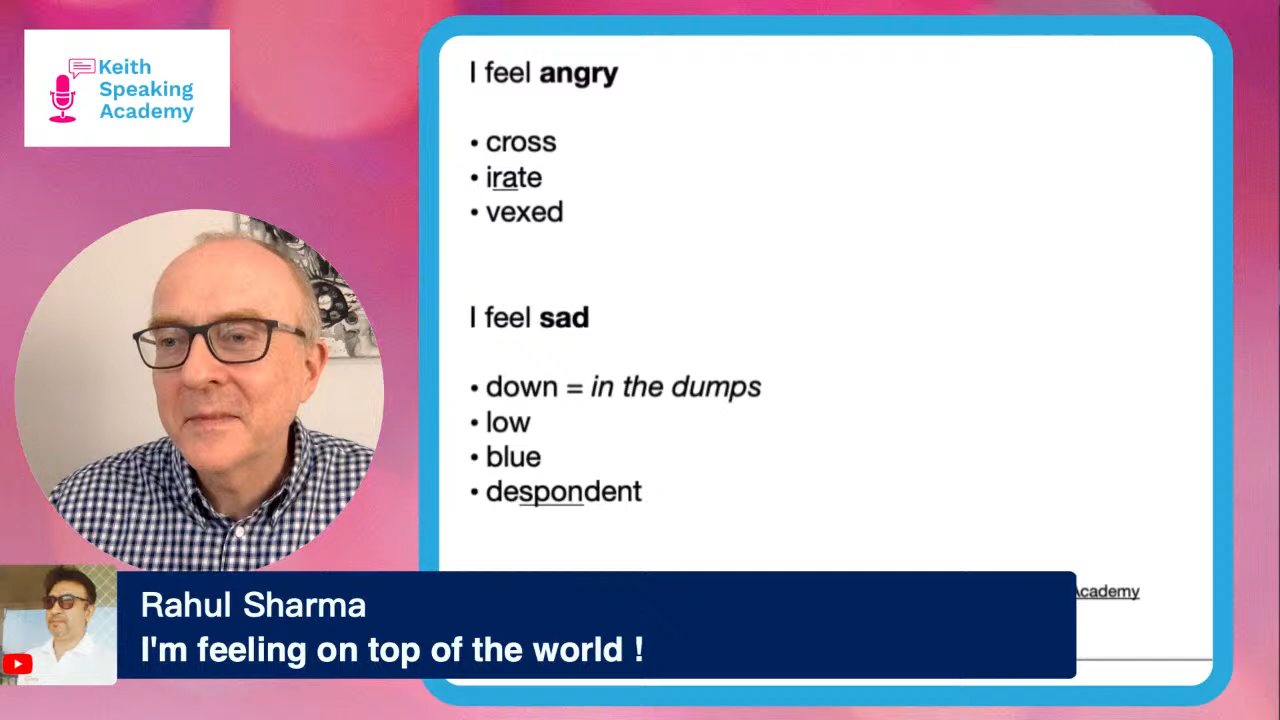 Keith
Speaking
Academy
I feel angry
• cross
• irate
• vexed
I feel sad
• down = in the dumps
• low
• blue
• despondent
Academy
Rahul Sharma
I'm feeling on top of the world !